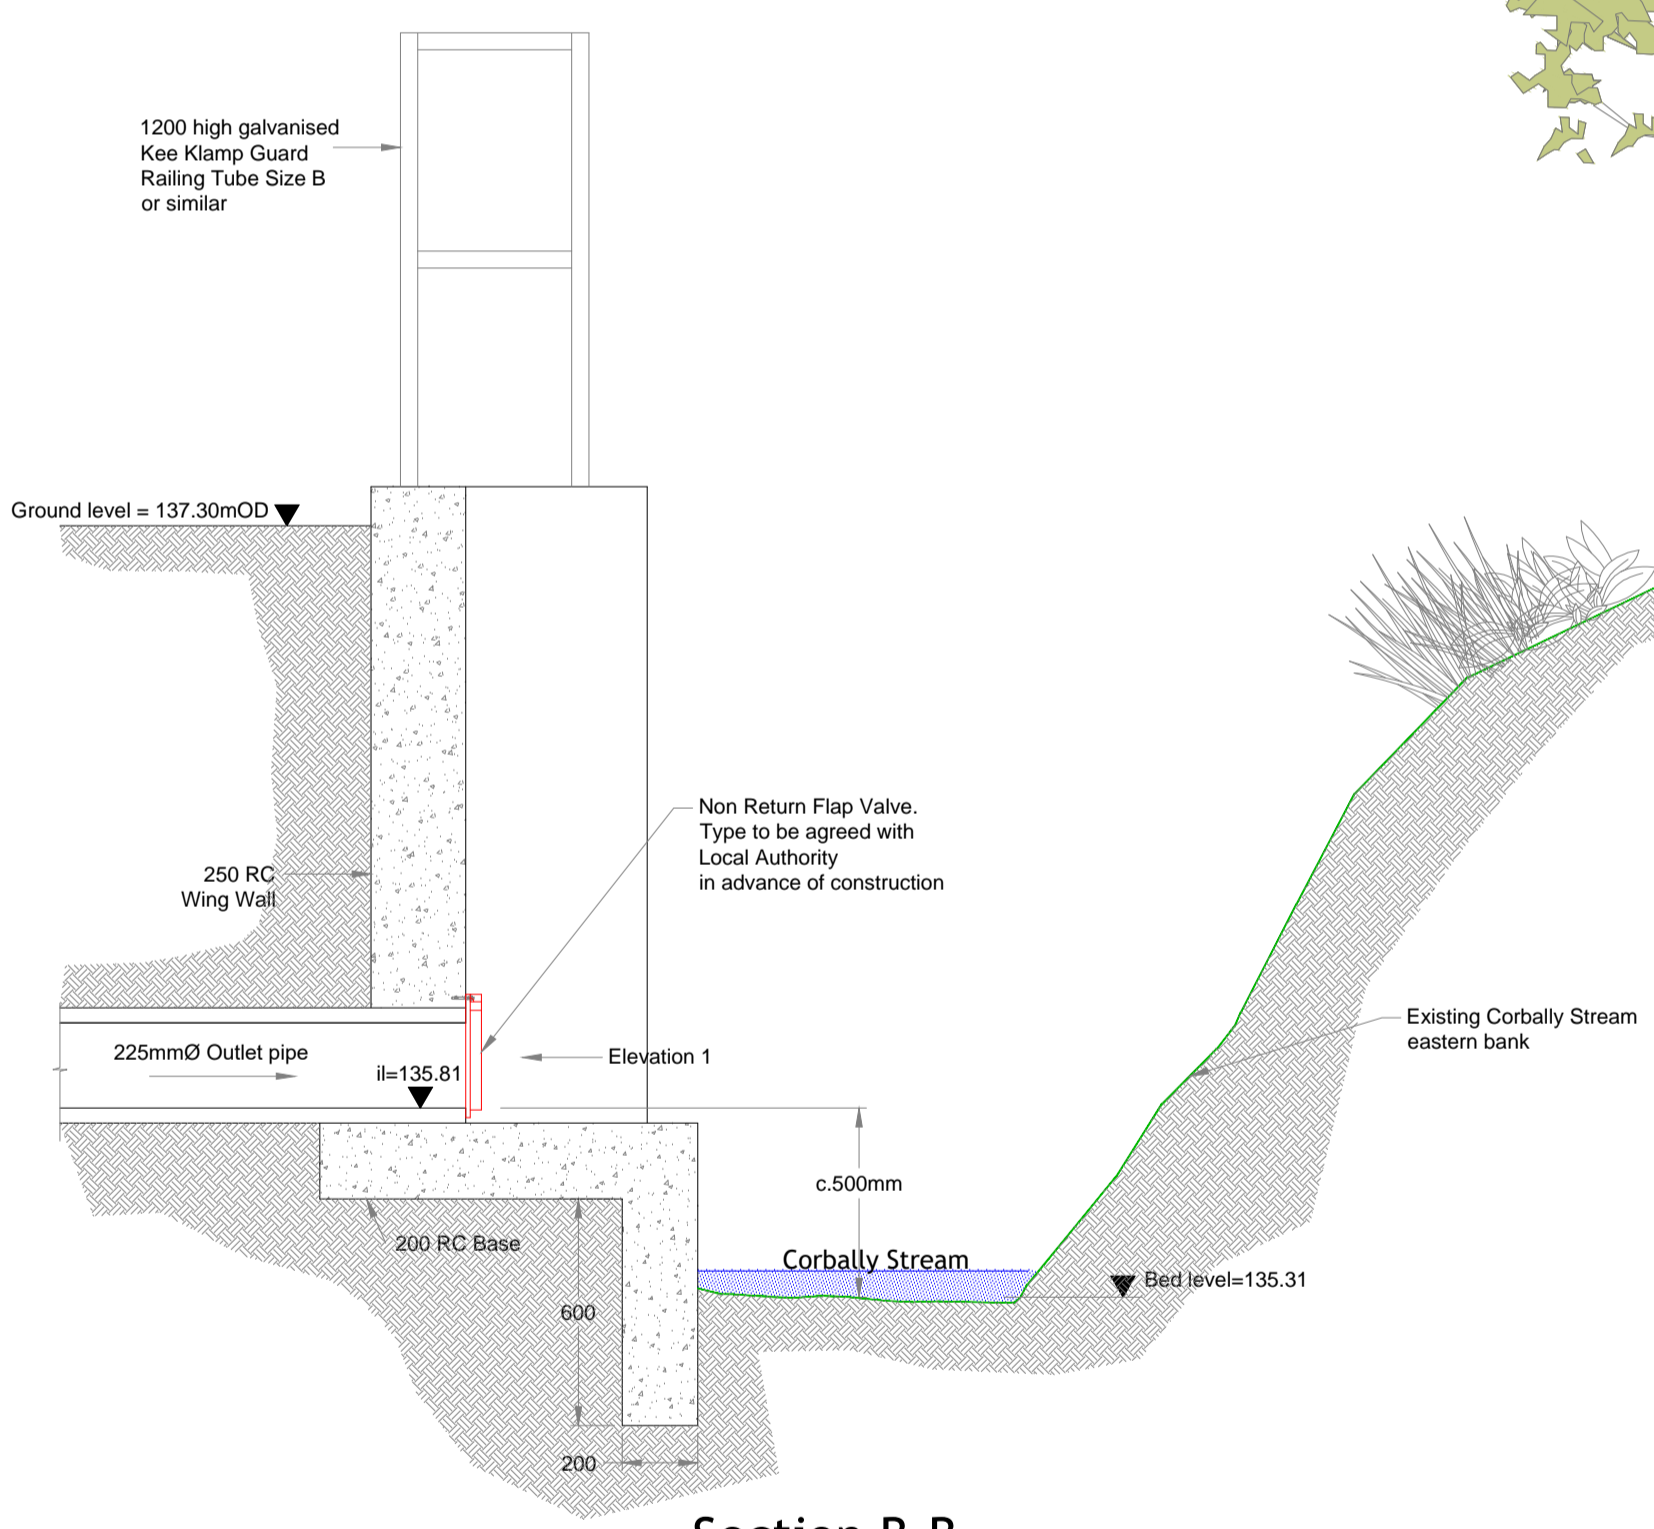 1200 high galvanised
Kee Klamp Guard
Railing Tube Size B
or similar
Ground level = 137.30mOD
Non Return Flap Valve.
Type to be agreed with
Local Authority
in advance of construction
250 RC
Wing Wall
Existing Corbally Stream
eastern bank
225mmØ Outlet pipe
Elevation 1
il=135.81
c.500mm
200 RC Base
Corbally Stream
Bed level=135.31
600
200
Section B-B